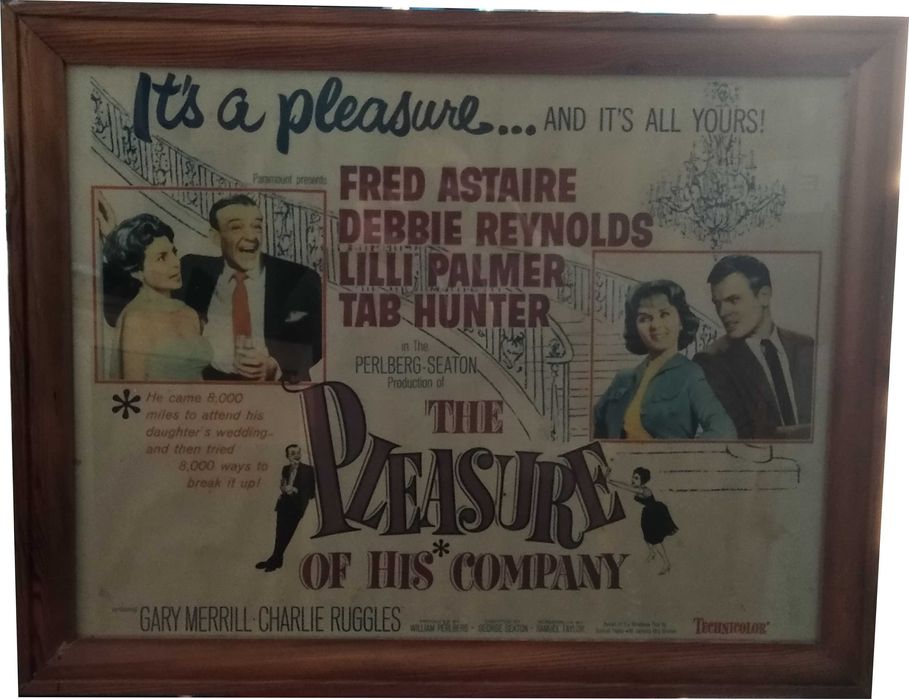 It's a pleasure... AND IT'S ALL YOURS!
Paramount presents
FRED ASTAIRE
DEBBIE REYNOLDS
LILLI PALMER
TAB HUNTER
in The
PERLBERG-SEATON
Production of
* He came 8,000
miles to attend his
daughter's wedding–
and then tried
8,000 ways to
break it up!
THE
PLEASURE
OF HIS* COMPANY
GARY MERRILL · CHARLIE RUGGLES
WILLIAM PERLBERG · GEORGE SEATON · SAMUEL TAYLOR
TECHNICOLOR®